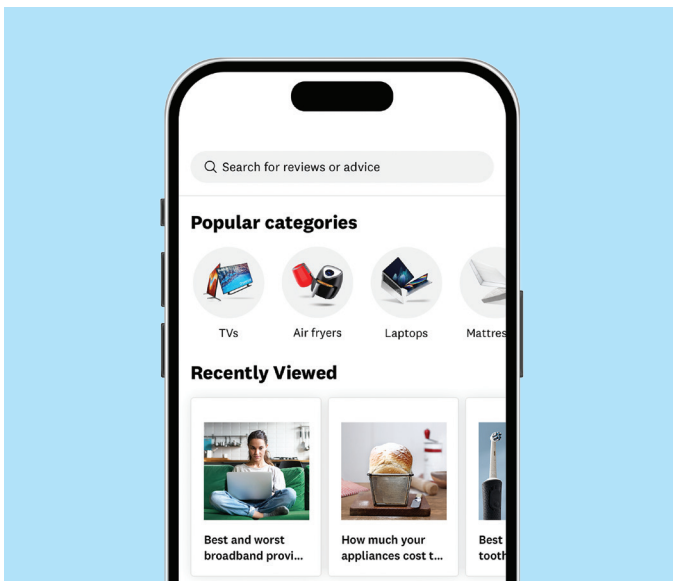 Search for reviews or advice
Popular categories
TVs
Air fryers
Laptops
Mattres
Recently Viewed
Best and worst
broadband provi...
How much your
appliances cost t...
Best
tooth